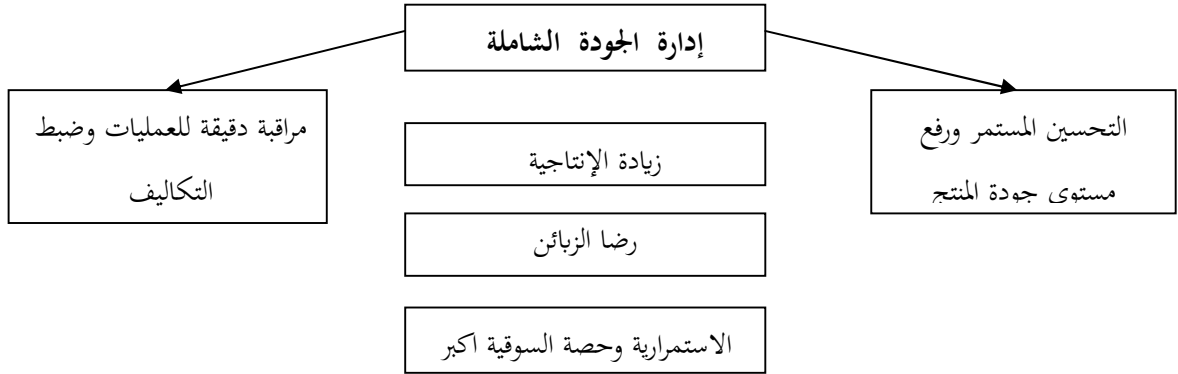 إدارة الجودة الشاملة
التحسين المستمر ورفع
مستوى جودة المنتج
مراقبة دقيقة للعمليات وضبط
التكاليف
زيادة الإنتاجية
رضا الزبائن
الاستمرارية وحصة السوقية اكبر